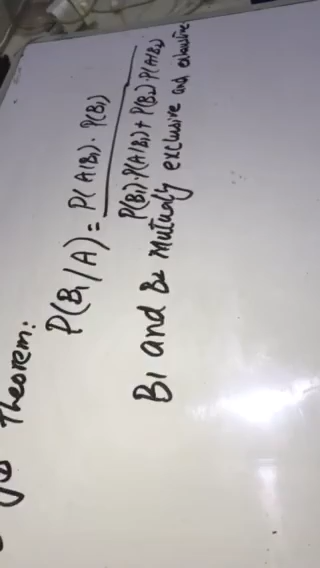 Theorem:
P(B₁/A) = P(A/B₁) · P(B₁)
P(B₁)·P(A/B₁) + P(B₂)·P(A/B₂)
B₁ and B₂ Mutually exclusive and exhaustive